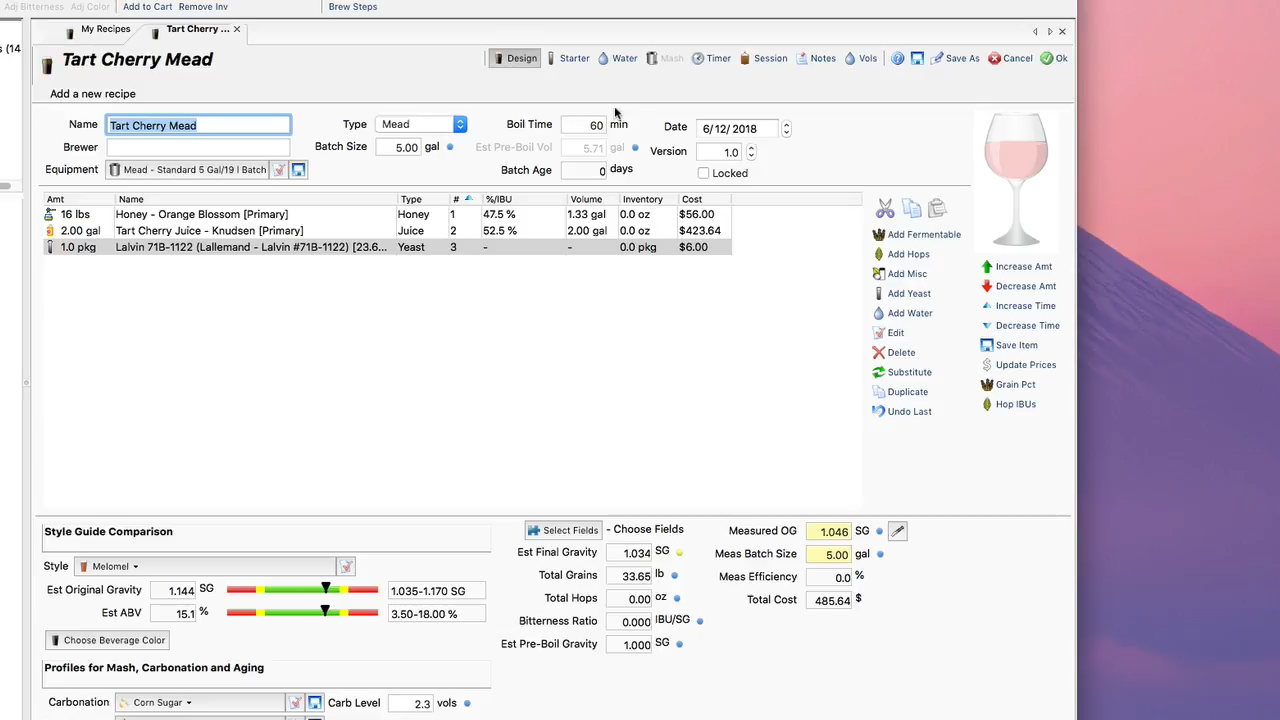 Adj Bitterness Adj Color Add to Cart Remove Inv Brew Steps
s (14
My Recipes Tart Cherry ...
Tart Cherry Mead
Design Starter Water Mash Timer Session Notes Vols Save As Cancel Ok
Add a new recipe
Name Tart Cherry Mead Type Mead Boil Time 60 min Date 6/12/2018
Brewer Batch Size 5.00 gal Est Pre-Boil Vol 5.71 gal Version 1.0
Equipment Mead - Standard 5 Gal/19 l Batch Batch Age 0 days Locked
Amt Name Type # %/IBU Volume Inventory Cost
16 lbs Honey - Orange Blossom [Primary] Honey 1 47.5 % 1.33 gal 0.0 oz $56.00
2.00 gal Tart Cherry Juice - Knudsen [Primary] Juice 2 52.5 % 2.00 gal 0.0 oz $423.64
1.0 pkg Lalvin 71B-1122 (Lallemand - Lalvin #71B-1122) [23.6... Yeast 3 - - 0.0 pkg $6.00
Add Fermentable
Add Hops
Add Misc
Add Yeast
Add Water
Edit
Delete
Substitute
Duplicate
Undo Last
Increase Amt
Decrease Amt
Increase Time
Decrease Time
Save Item
Update Prices
Grain Pct
Hop IBUs
Style Guide Comparison
Style Melomel
Est Original Gravity 1.144 SG 1.035-1.170 SG
Est ABV 15.1 % 3.50-18.00 %
Choose Beverage Color
Profiles for Mash, Carbonation and Aging
Carbonation Corn Sugar Carb Level 2.3 vols
Select Fields - Choose Fields
Est Final Gravity 1.034 SG
Total Grains 33.65 lb
Total Hops 0.00 oz
Bitterness Ratio 0.000 IBU/SG
Est Pre-Boil Gravity 1.000 SG
Measured OG 1.046 SG
Meas Batch Size 5.00 gal
Meas Efficiency 0.0 %
Total Cost 485.64 $